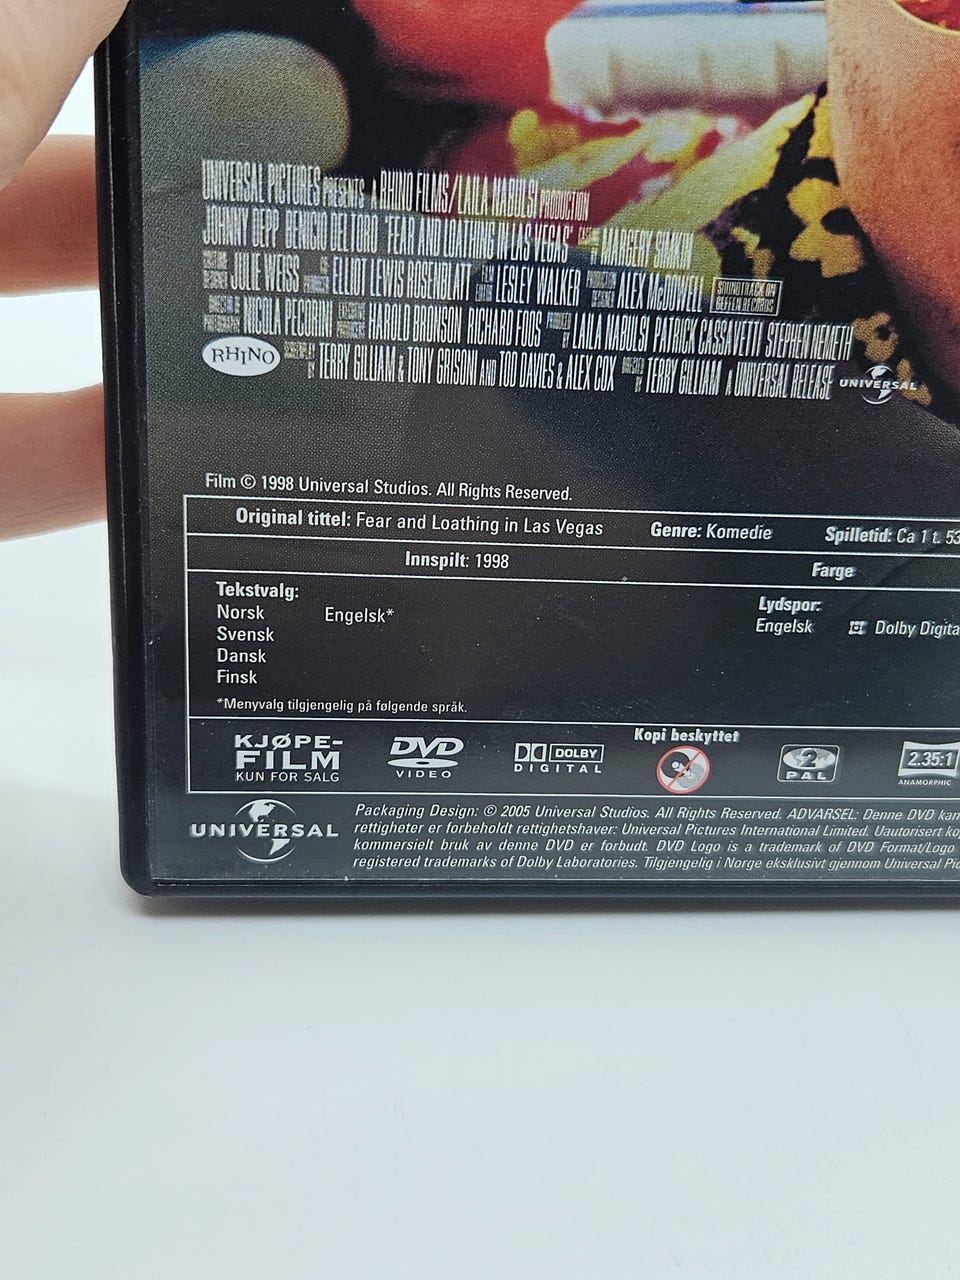 UNIVERSAL PICTURES PRESENTS A RHINO FILMS/LAILA NABULSI PRODUCTION
JOHNNY DEPP BENICIO DEL TORO "FEAR AND LOATHING IN LAS VEGAS" BY MARGERY SIMKIN
JULIE WEISS ELLIOT LEWIS ROSENBLATT LESLEY WALKER ALEX McDOWELL SOUNDTRACK ON GEFFEN RECORDS
NICOLA PECORINI HAROLD BRONSON RICHARD FOOS LAILA NABULSI PATRICK CASSAVETTI STEPHEN NEMETH
RHINO BY TERRY GILLIAM & TONY GRISONI AND TOD DAVIES & ALEX COX DIRECTED BY TERRY GILLIAM A UNIVERSAL RELEASE UNIVERSAL
Film © 1998 Universal Studios. All Rights Reserved.
Original tittel: Fear and Loathing in Las Vegas Genre: Komedie Spilletid: Ca 1 t. 53
Innspilt: 1998 Farge
Tekstvalg: Lydspor:
Norsk Engelsk* Engelsk Dolby Digita
Svensk
Dansk
Finsk
*Menyvalg tilgjengelig på følgende språk.
KJØPE-
FILM
KUN FOR SALG
DVD
VIDEO
DOLBY
DIGITAL
Kopi beskyttet
2
PAL
2.35:1
ANAMORPHIC
UNIVERSAL
Packaging Design: © 2005 Universal Studios. All Rights Reserved. ADVARSEL: Denne DVD kan
rettigheter er forbeholdt rettighetshaver: Universal Pictures International Limited. Uautorisert ko
kommersielt bruk av denne DVD er forbudt. DVD Logo is a trademark of DVD Format/Logo
registered trademarks of Dolby Laboratories. Tilgjengelig i Norge eksklusivt gjennom Universal Pic